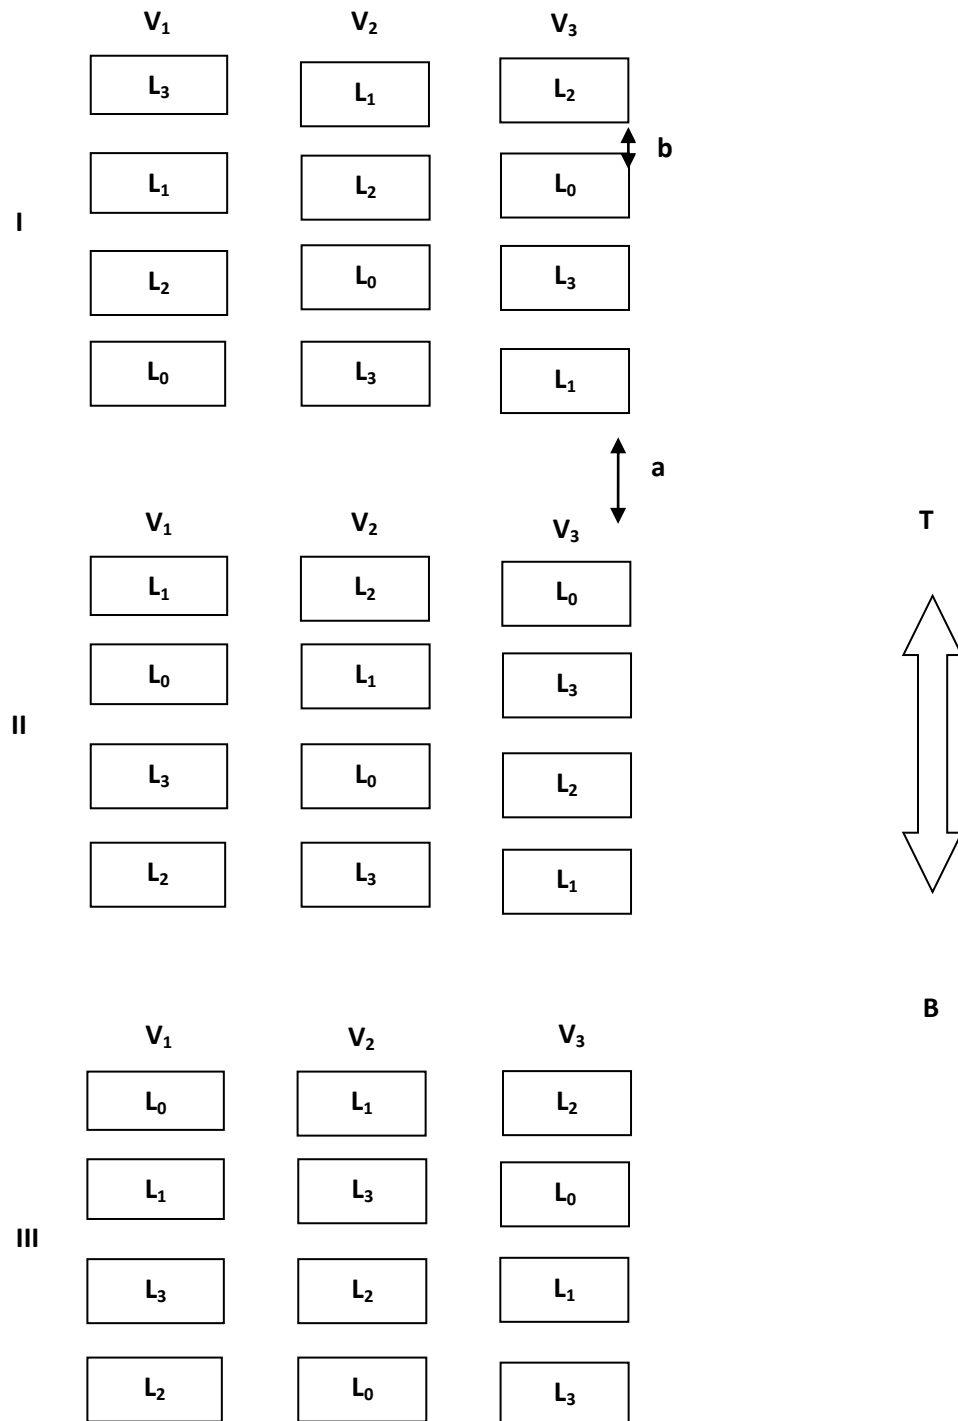 V₁ V₂ V₃
L₃ L₁ L₂
b
L₁ L₂ L₀
I
L₂ L₀ L₃
L₀ L₃ L₁
a
V₁ V₂ V₃
T
L₁ L₂ L₀
L₀ L₁ L₃
II
L₃ L₀ L₂
L₂ L₃ L₁
B
V₁ V₂ V₃
L₀ L₁ L₂
L₁ L₃ L₀
III
L₃ L₂ L₁
L₂ L₀ L₃